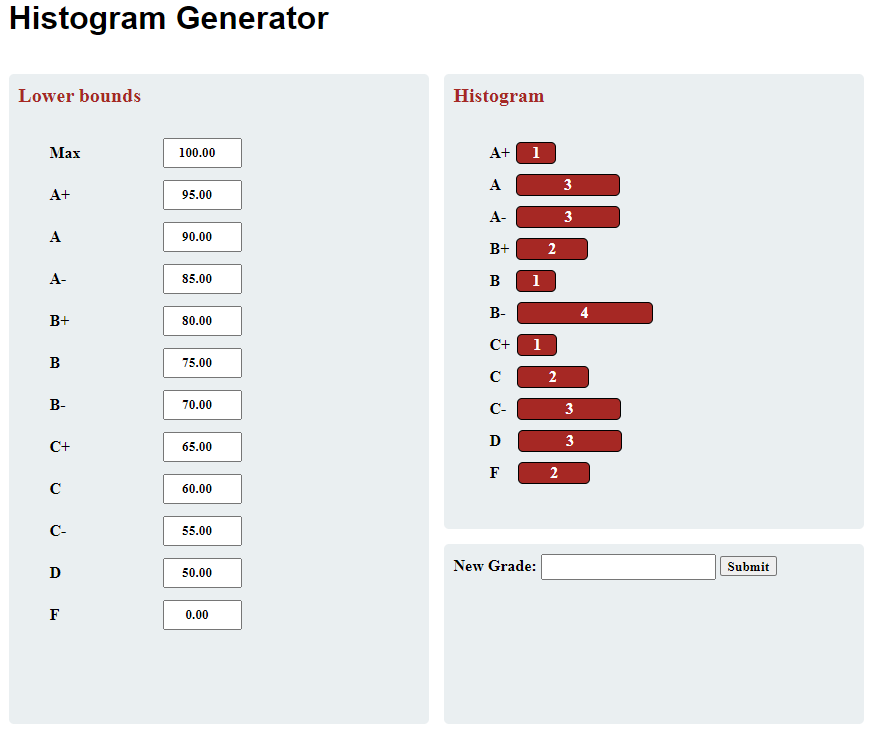 Histogram Generator
Lower bounds
Max 100.00
A+ 95.00
A 90.00
A- 85.00
B+ 80.00
B 75.00
B- 70.00
C+ 65.00
C 60.00
C- 55.00
D 50.00
F 0.00
Histogram
A+ 1
A 3
A- 3
B+ 2
B 1
B- 4
C+ 1
C 2
C- 3
D 3
F 2
New Grade: Submit